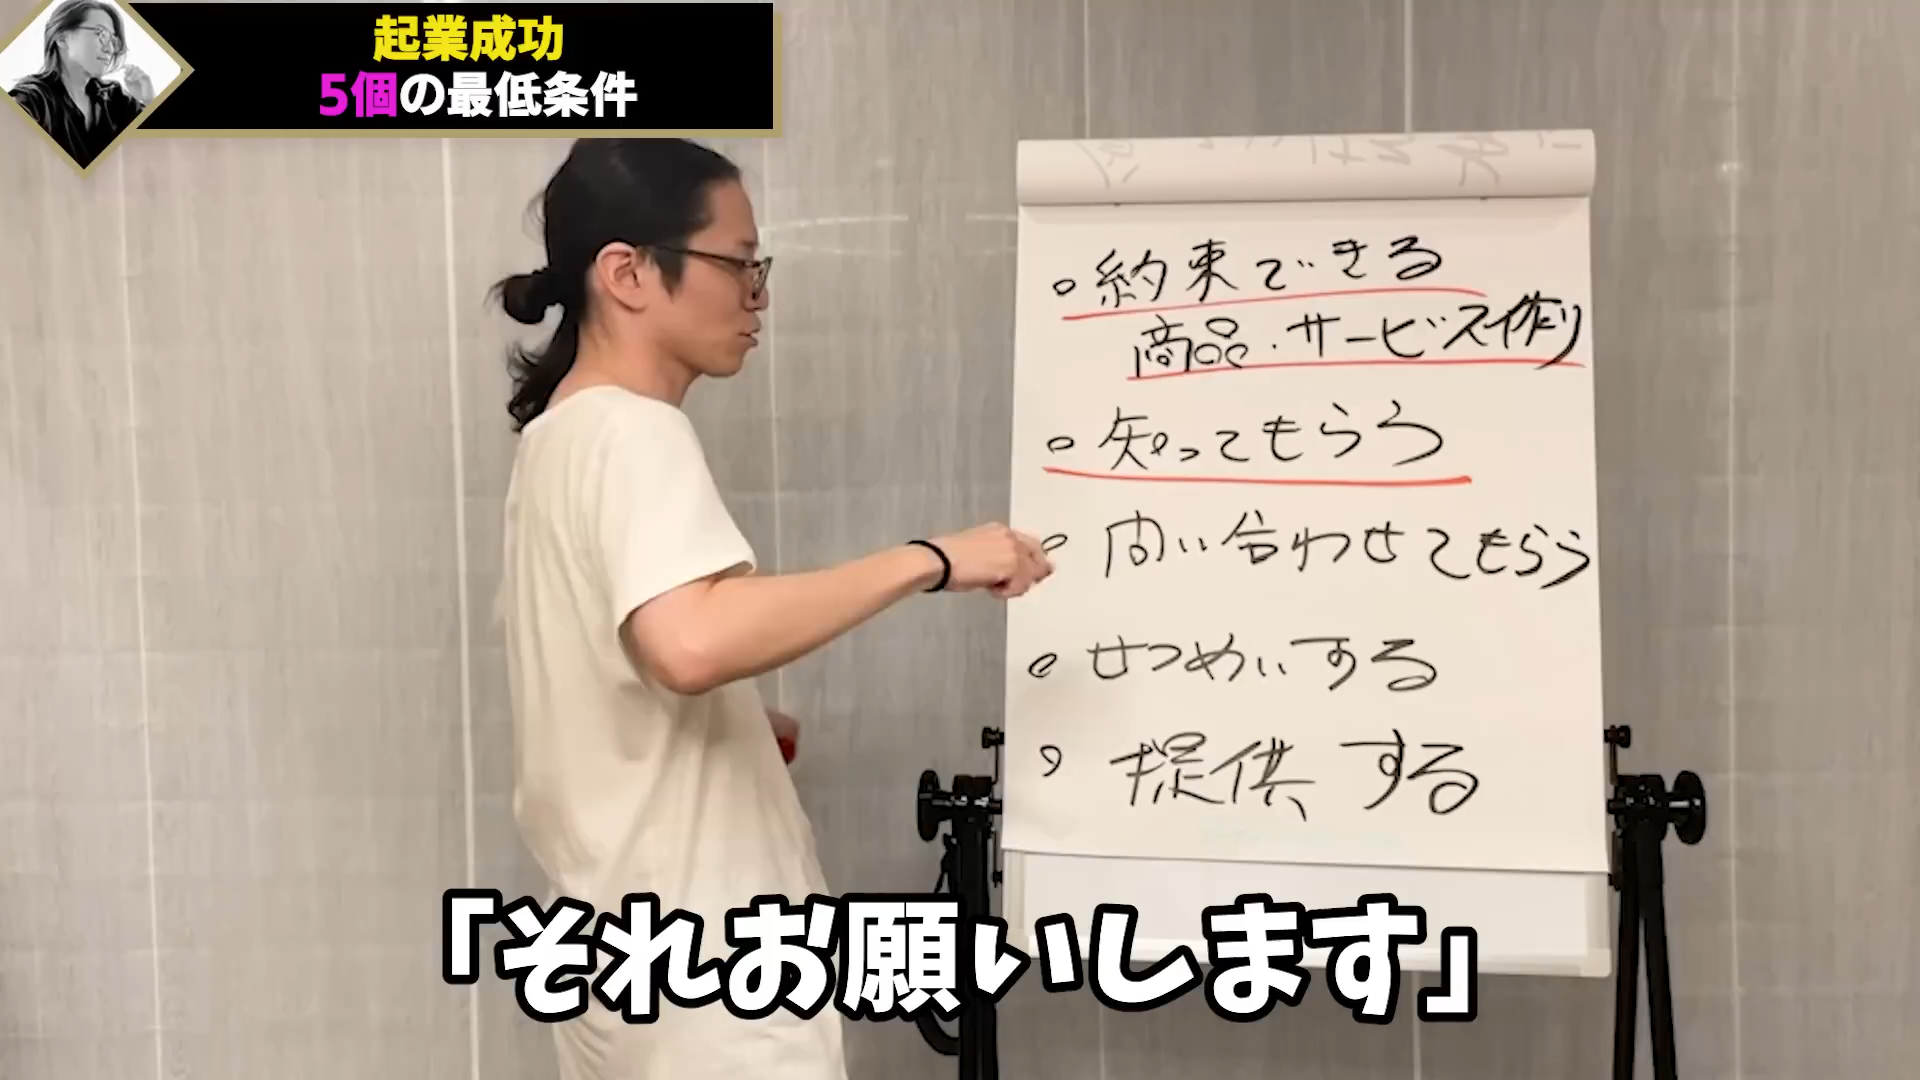 起業成功
5個の最低条件
。約束できる
商品・サービス作り
。知ってもらう
。問い合わせてもらう
。せつめいする
。提供する
「それお願いします」